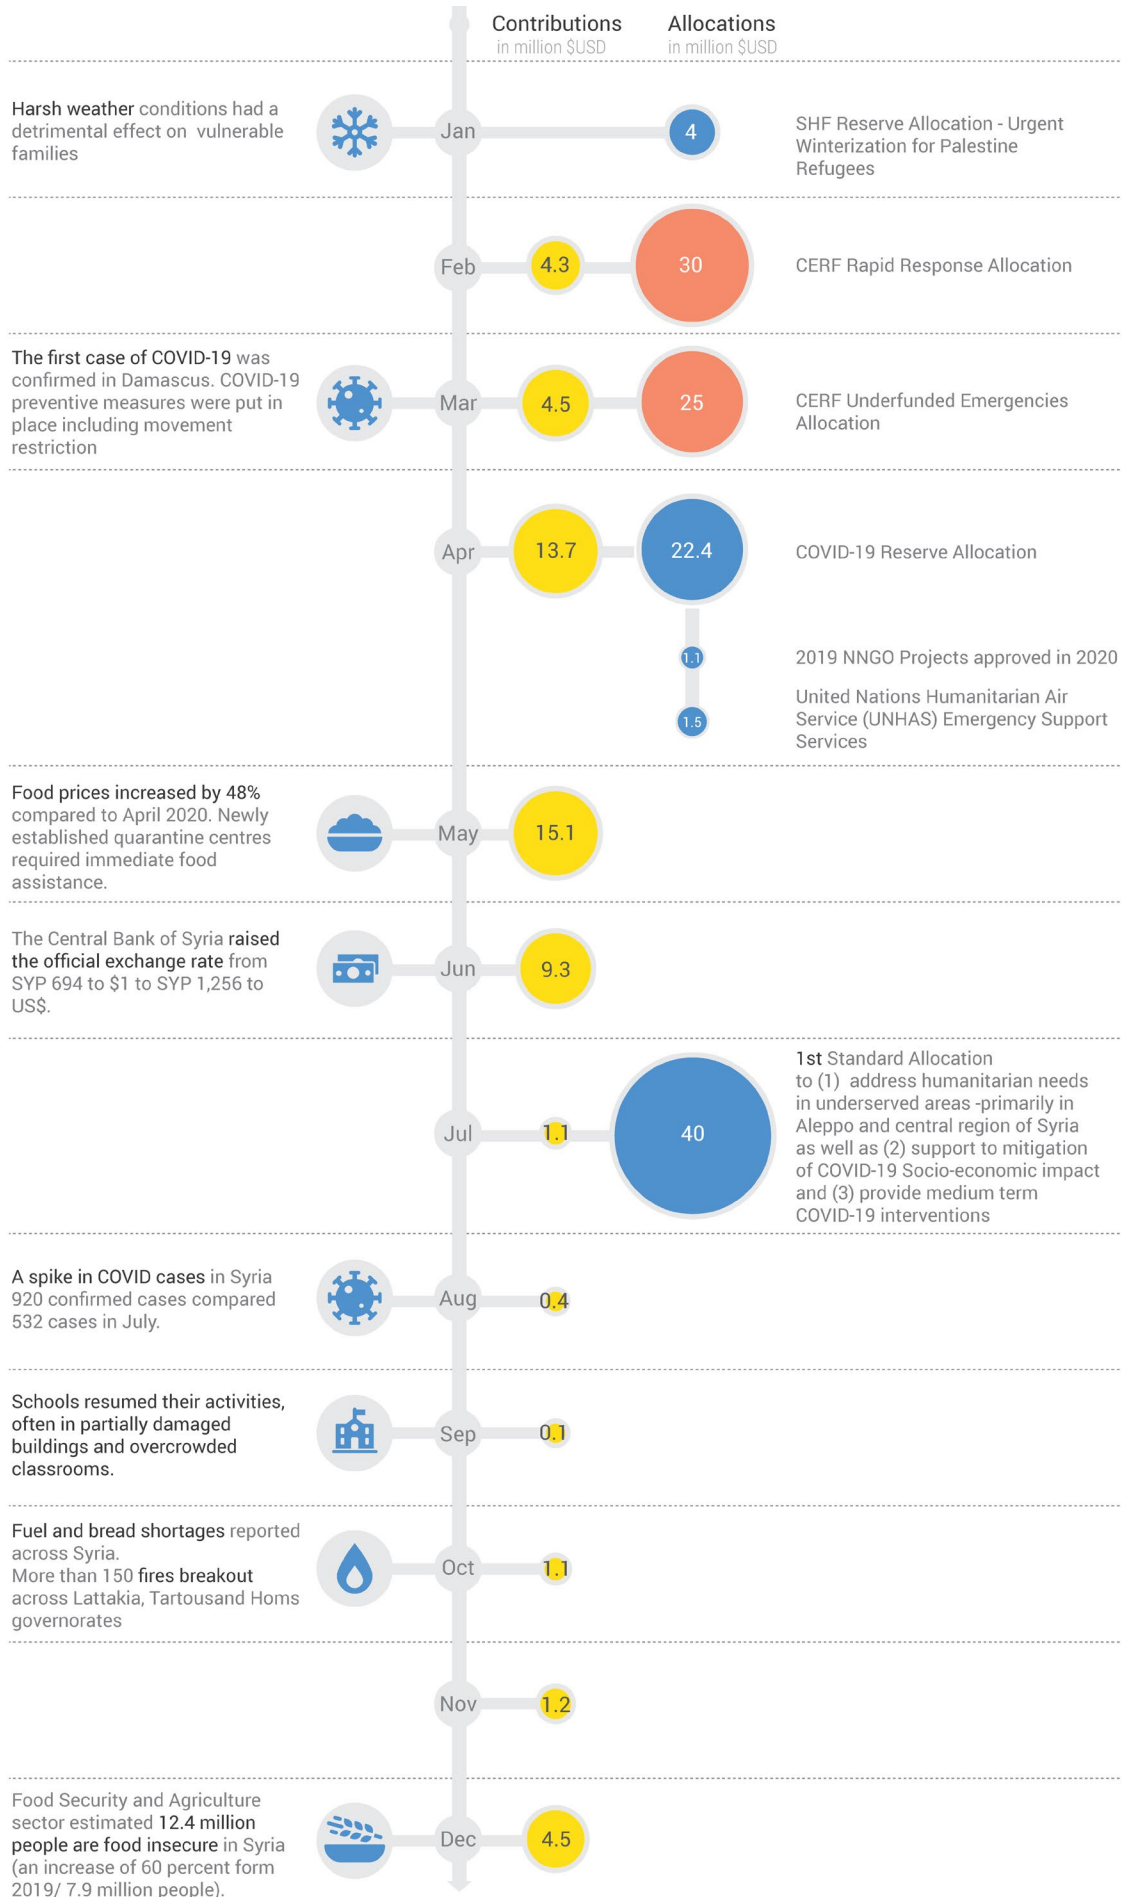 Contributions
in million $USD
Allocations
in million $USD
Harsh weather conditions had a
detrimental effect on vulnerable
families
Jan
4
SHF Reserve Allocation - Urgent
Winterization for Palestine
Refugees
Feb
4.3
30
CERF Rapid Response Allocation
The first case of COVID-19 was
confirmed in Damascus. COVID-19
preventive measures were put in
place including movement
restriction
Mar
4.5
25
CERF Underfunded Emergencies
Allocation
Apr
13.7
22.4
COVID-19 Reserve Allocation
1.1
2019 NNGO Projects approved in 2020
1.5
United Nations Humanitarian Air
Service (UNHAS) Emergency Support
Services
Food prices increased by 48%
compared to April 2020. Newly
established quarantine centres
required immediate food
assistance.
May
15.1
The Central Bank of Syria raised
the official exchange rate from
SYP 694 to $1 to SYP 1,256 to
US$.
Jun
9.3
Jul
1.1
40
1st Standard Allocation
to (1) address humanitarian needs
in underserved areas -primarily in
Aleppo and central region of Syria
as well as (2) support to mitigation
of COVID-19 Socio-economic impact
and (3) provide medium term
COVID-19 interventions
A spike in COVID cases in Syria
920 confirmed cases compared
532 cases in July.
Aug
0.4
Schools resumed their activities,
often in partially damaged
buildings and overcrowded
classrooms.
Sep
0.1
Fuel and bread shortages reported
across Syria.
More than 150 fires breakout
across Lattakia, Tartousand Homs
governorates
Oct
1.1
Nov
1.2
Food Security and Agriculture
sector estimated 12.4 million
people are food insecure in Syria
(an increase of 60 percent form
2019/ 7.9 million people).
Dec
4.5